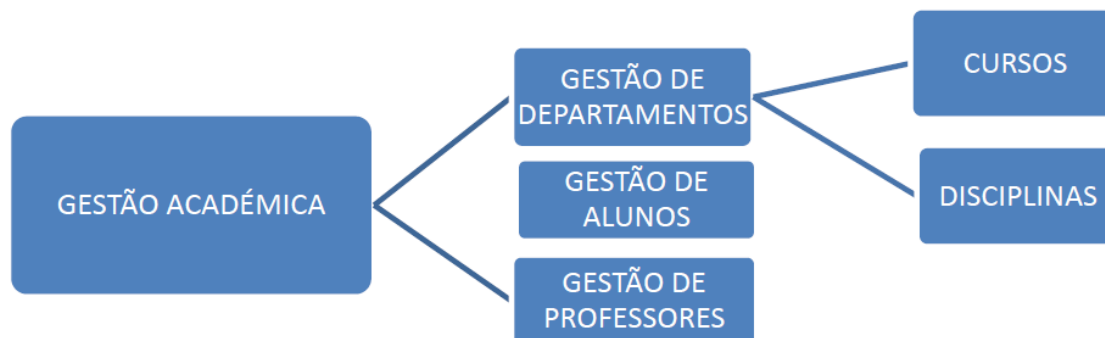 GESTÃO ACADÉMICA
GESTÃO DE
DEPARTAMENTOS
GESTÃO DE
ALUNOS
GESTÃO DE
PROFESSORES
CURSOS
DISCIPLINAS